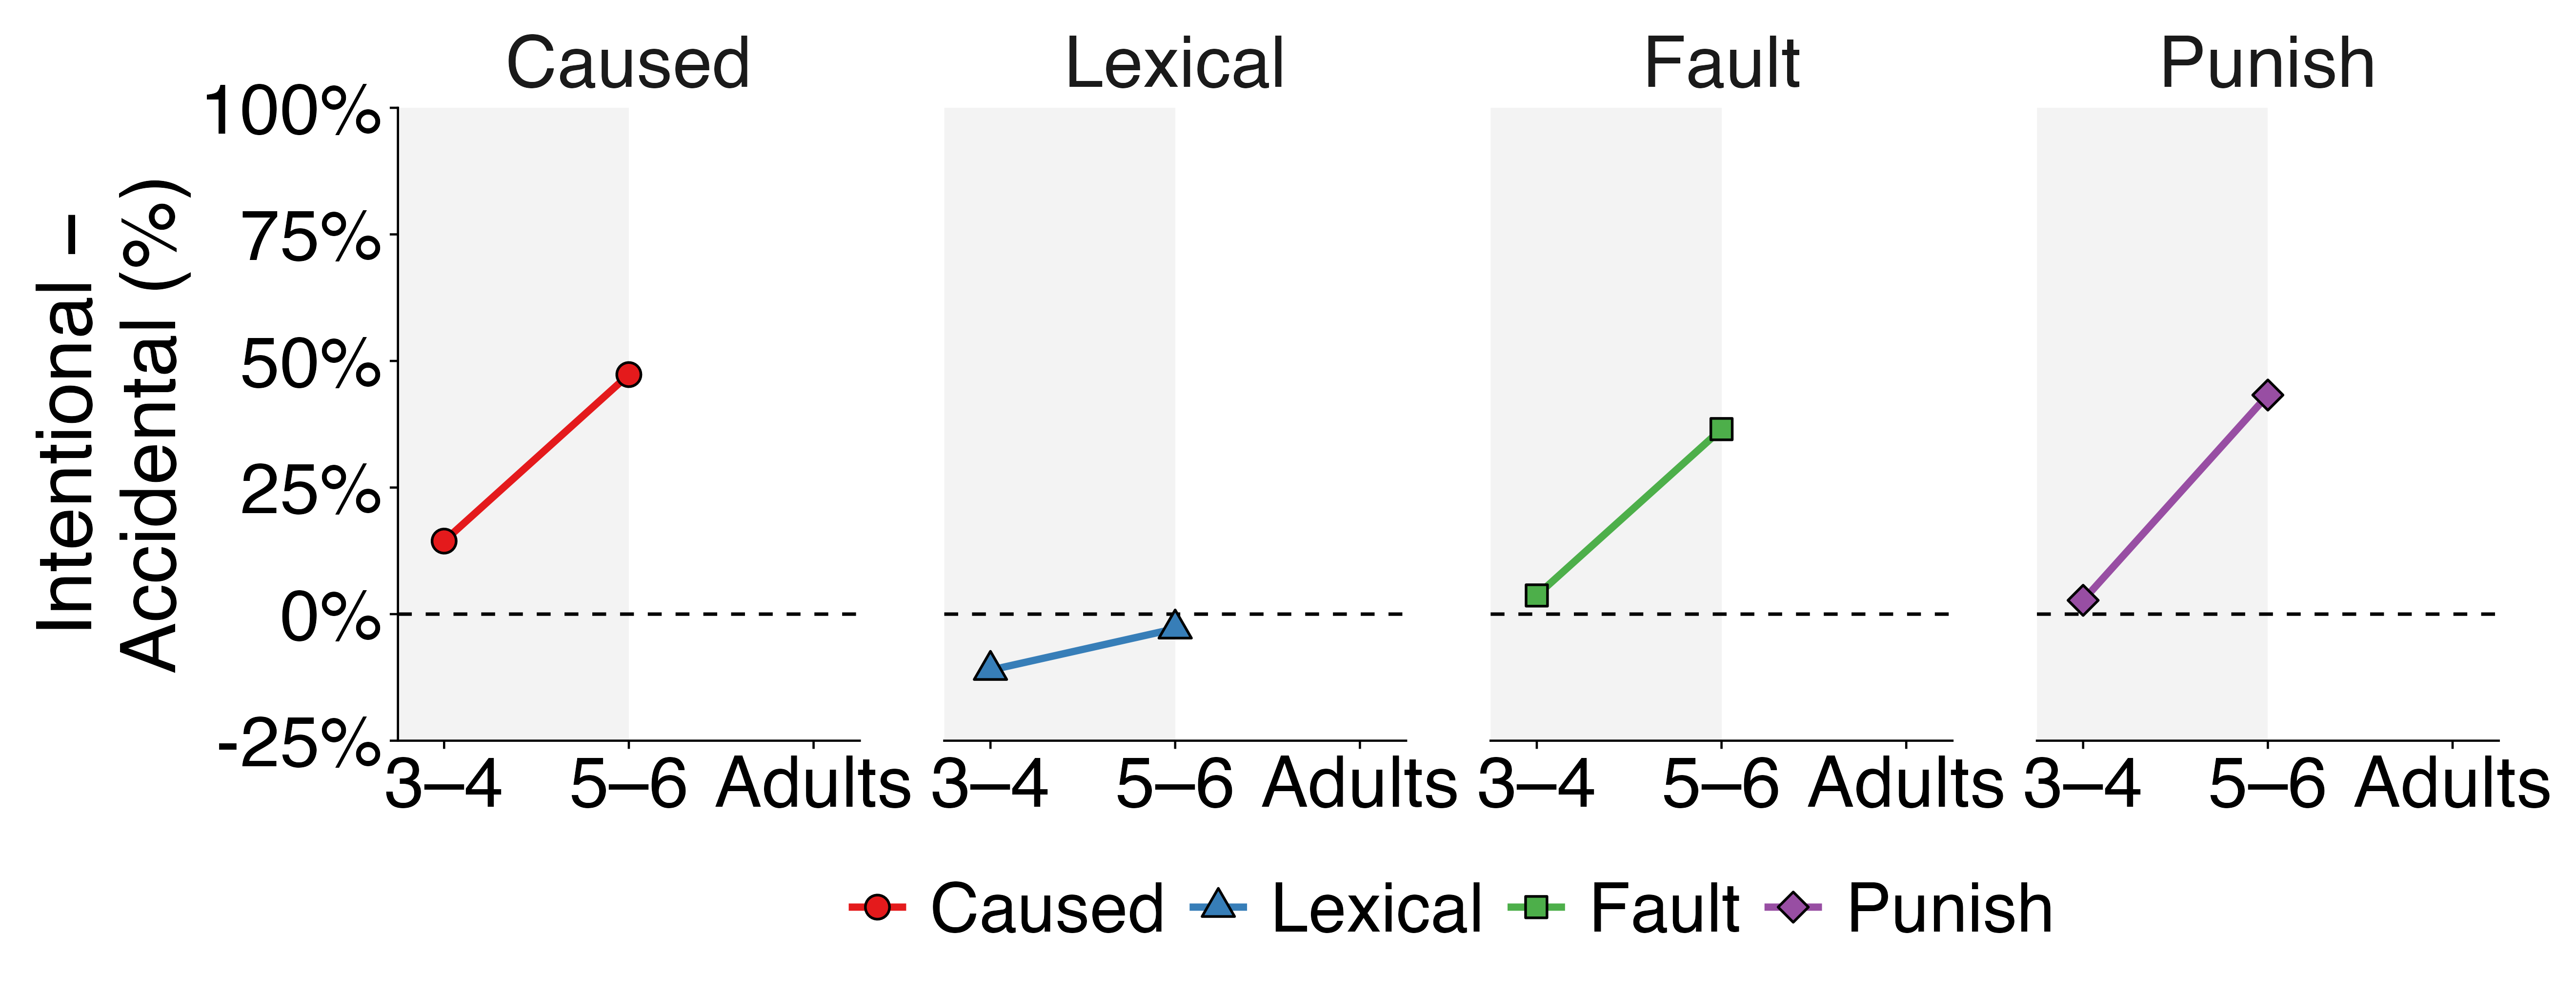 Caused Lexical Fault Punish
100%
75%
50%
25%
0%
-25%
Intentional –
Accidental (%)
3–4 5–6 Adults 3–4 5–6 Adults 3–4 5–6 Adults 3–4 5–6 Adults
Caused Lexical Fault Punish